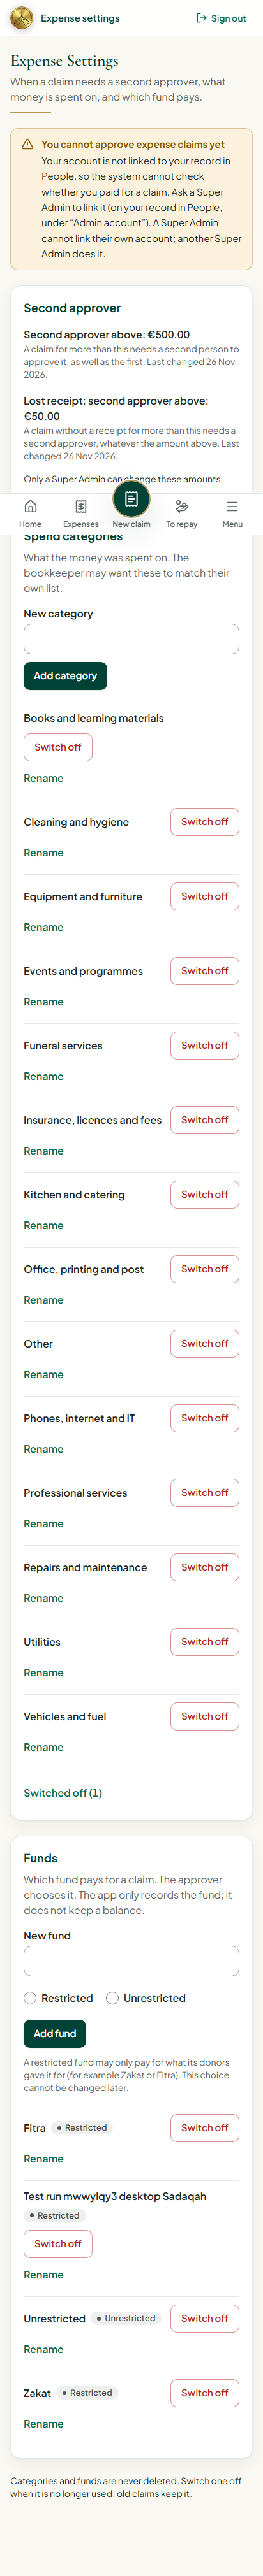 Expense settings
Sign out
Expense Settings
When a claim needs a second approver, what
money is spent on, and which fund pays.
You cannot approve expense claims yet
Your account is not linked to your record in
People, so the system cannot check
whether you paid for a claim. Ask a Super
Admin to link it (on your record in People,
under “Admin account”). A Super Admin
cannot link their own account; another Super
Admin does it.
Second approver
Second approver above: €500.00
A claim for more than this needs a second person to
approve it, as well as the first. Last changed 26 Nov
2026.
Lost receipt: second approver above:
€50.00
A claim without a receipt for more than this needs a
second approver, whatever the amount above. Last
changed 26 Nov 2026.
Only a Super Admin can change these amounts.
Home
Expenses
New claim
To repay
Menu
Spend categories
What the money was spent on. The
bookkeeper may want these to match their
own list.
New category
Add category
Books and learning materials
Switch off
Rename
Cleaning and hygiene
Switch off
Rename
Equipment and furniture
Switch off
Rename
Events and programmes
Switch off
Rename
Funeral services
Switch off
Rename
Insurance, licences and fees
Switch off
Rename
Kitchen and catering
Switch off
Rename
Office, printing and post
Switch off
Rename
Other
Switch off
Rename
Phones, internet and IT
Switch off
Rename
Professional services
Switch off
Rename
Repairs and maintenance
Switch off
Rename
Utilities
Switch off
Rename
Vehicles and fuel
Switch off
Rename
Switched off (1)
Funds
Which fund pays for a claim. The approver
chooses it. The app only records the fund; it
does not keep a balance.
New fund
Restricted
Unrestricted
Add fund
A restricted fund may only pay for what its donors
gave it for (for example Zakat or Fitra). This choice
cannot be changed later.
Fitra
Restricted
Switch off
Rename
Test run mwwylqy3 desktop Sadaqah
Restricted
Switch off
Rename
Unrestricted
Unrestricted
Switch off
Rename
Zakat
Restricted
Switch off
Rename
Categories and funds are never deleted. Switch one off
when it is no longer used; old claims keep it.